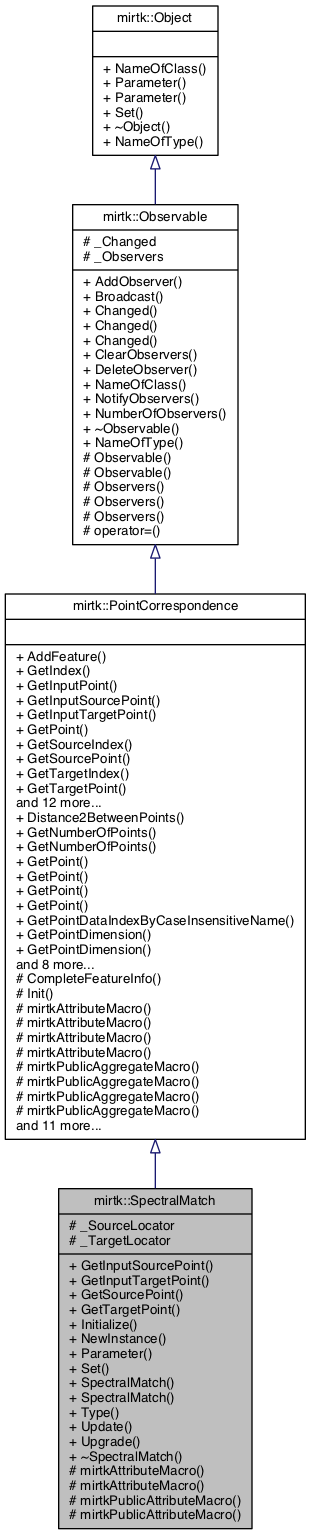 mirtk::Object
+ NameOfClass()
+ Parameter()
+ Parameter()
+ Set()
+ ~Object()
+ NameOfType()
mirtk::Observable
# _Changed
# _Observers
+ AddObserver()
+ Broadcast()
+ Changed()
+ Changed()
+ Changed()
+ ClearObservers()
+ DeleteObserver()
+ NameOfClass()
+ NotifyObservers()
+ NumberOfObservers()
+ ~Observable()
+ NameOfType()
# Observable()
# Observable()
# Observers()
# Observers()
# Observers()
# operator=()
mirtk::PointCorrespondence
+ AddFeature()
+ GetIndex()
+ GetInputPoint()
+ GetInputSourcePoint()
+ GetInputTargetPoint()
+ GetPoint()
+ GetSourceIndex()
+ GetSourcePoint()
+ GetTargetIndex()
+ GetTargetPoint()
and 12 more...
+ Distance2BetweenPoints()
+ GetNumberOfPoints()
+ GetNumberOfPoints()
+ GetPoint()
+ GetPoint()
+ GetPoint()
+ GetPoint()
+ GetPointDataIndexByCaseInsensitiveName()
+ GetPointDimension()
+ GetPointDimension()
and 8 more...
# CompleteFeatureInfo()
# Init()
# mirtkAttributeMacro()
# mirtkAttributeMacro()
# mirtkAttributeMacro()
# mirtkAttributeMacro()
# mirtkPublicAggregateMacro()
# mirtkPublicAggregateMacro()
# mirtkPublicAggregateMacro()
# mirtkPublicAggregateMacro()
and 11 more...
mirtk::SpectralMatch
# _SourceLocator
# _TargetLocator
+ GetInputSourcePoint()
+ GetInputTargetPoint()
+ GetSourcePoint()
+ GetTargetPoint()
+ Initialize()
+ NewInstance()
+ Parameter()
+ Set()
+ SpectralMatch()
+ SpectralMatch()
+ Type()
+ Update()
+ Upgrade()
+ ~SpectralMatch()
# mirtkAttributeMacro()
# mirtkAttributeMacro()
# mirtkPublicAttributeMacro()
# mirtkPublicAttributeMacro()